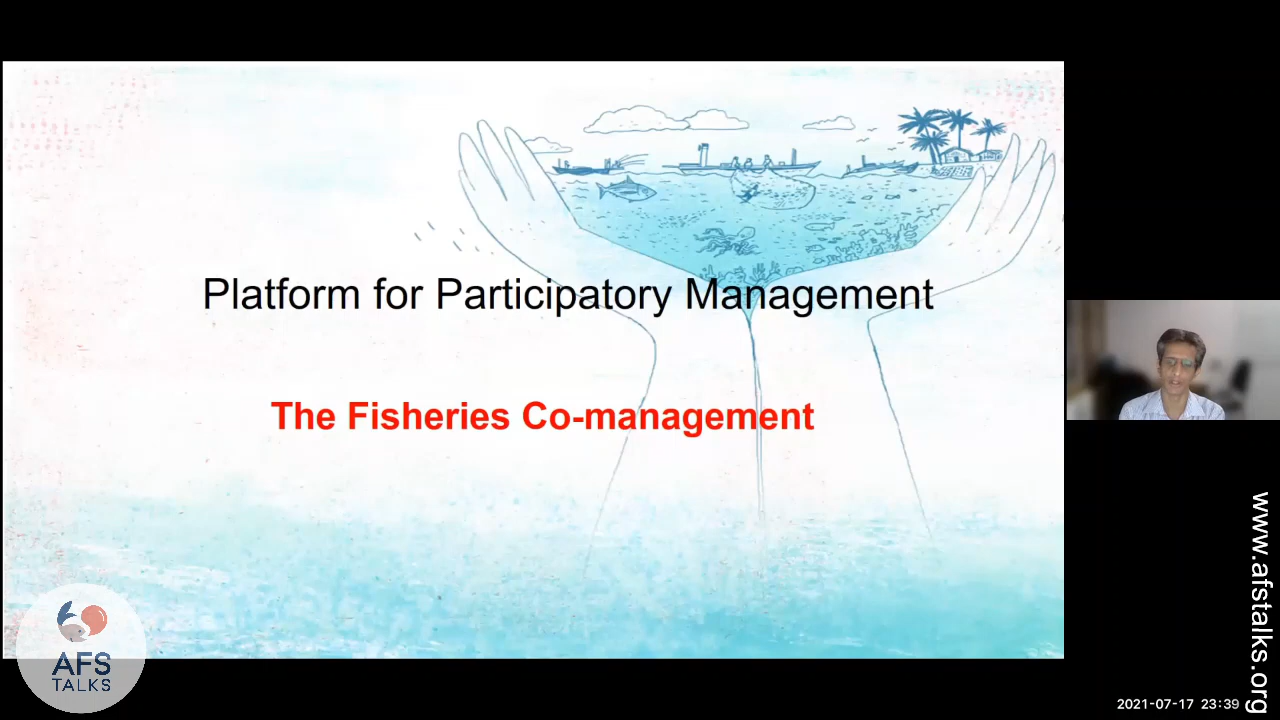 Platform for Participatory Management
The Fisheries Co-management
AFS
TALKS
www.afstalks.org
2021-07-17 23:39